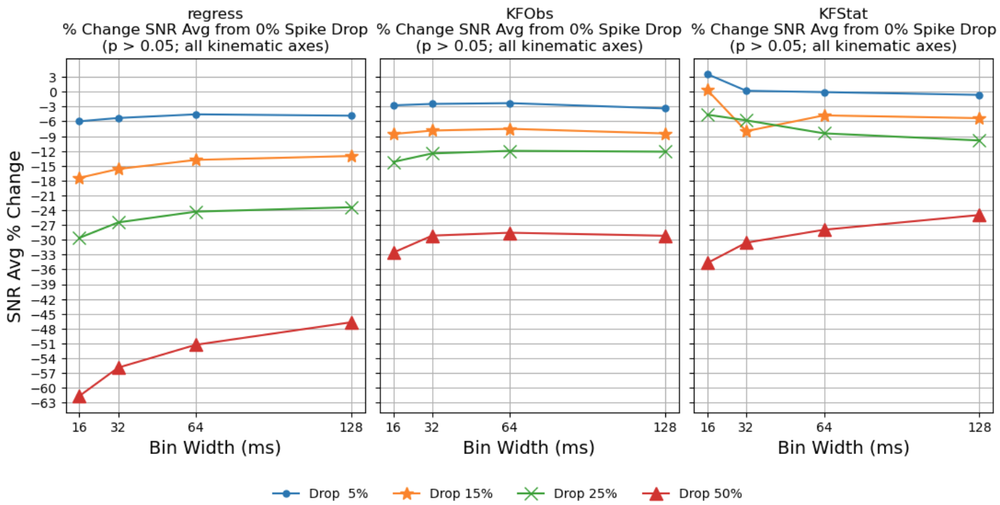 regress
% Change SNR Avg from 0% Spike Drop
(p > 0.05; all kinematic axes)
KFObs
% Change SNR Avg from 0% Spike Drop
(p > 0.05; all kinematic axes)
KFStat
% Change SNR Avg from 0% Spike Drop
(p > 0.05; all kinematic axes)
SNR Avg % Change
3
0
−3
−6
−9
−12
−15
−18
−21
−24
−27
−30
−33
−36
−39
−42
−45
−48
−51
−54
−57
−60
−63
16 32 64 128
16 32 64 128
16 32 64 128
Bin Width (ms)
Bin Width (ms)
Bin Width (ms)
Drop 5% Drop 15% Drop 25% Drop 50%